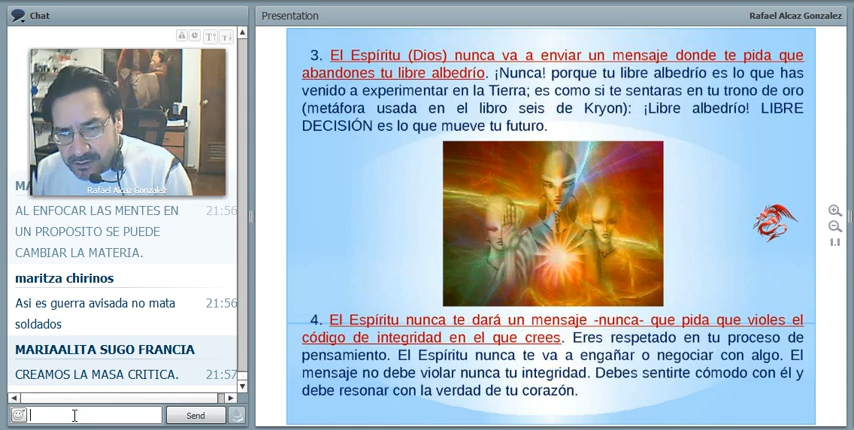 Chat
Rafael Alcaz Gonzalez
AL ENFOCAR LAS MENTES EN 21:56
UN PROPOSITO SE PUEDE
CAMBIAR LA MATERIA.
maritza chirinos
Asi es guerra avisada no mata 21:56
soldados
MARIAALITA SUGO FRANCIA
CREAMOS LA MASA CRITICA. 21:57
Send
Presentation
Rafael Alcaz Gonzalez
3. El Espíritu (Dios) nunca va a enviar un mensaje donde te pida que
abandones tu libre albedrío. ¡Nunca! porque tu libre albedrío es lo que has
venido a experimentar en la Tierra; es como si te sentaras en tu trono de oro
(metáfora usada en el libro seis de Kryon): ¡Libre albedrío! LIBRE
DECISIÓN es lo que mueve tu futuro.
4. El Espíritu nunca te dará un mensaje -nunca- que pida que violes el
código de integridad en el que crees. Eres respetado en tu proceso de
pensamiento. El Espíritu nunca te va a engañar o negociar con algo. El
mensaje no debe violar nunca tu integridad. Debes sentirte cómodo con él y
debe resonar con la verdad de tu corazón.
1:1